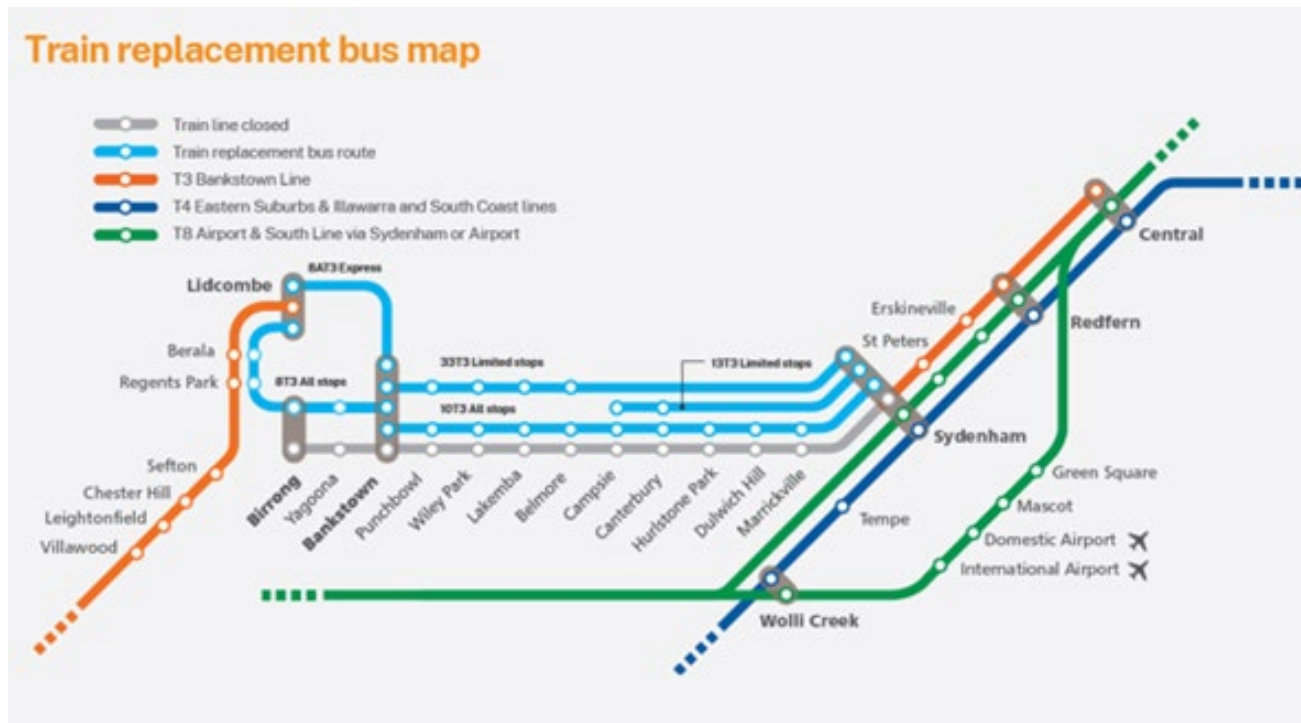 Train replacement bus map
Train line closed
Train replacement bus route
T3 Bankstown Line
T4 Eastern Suburbs & Illawarra and South Coast lines
T8 Airport & South Line via Sydenham or Airport
8AT3 Express
Lidcombe
Berala
Regents Park
8T3 All stops
33T3 Limited stops
13T3 Limited stops
10T3 All stops
Central
Redfern
Erskineville
St Peters
Sydenham
Sefton
Chester Hill
Leightonfield
Villawood
Birrong
Yagoona
Bankstown
Punchbowl
Wiley Park
Lakemba
Belmore
Campsie
Canterbury
Hurlstone Park
Dulwich Hill
Marrickville
Green Square
Mascot
Domestic Airport
International Airport
Tempe
Wolli Creek